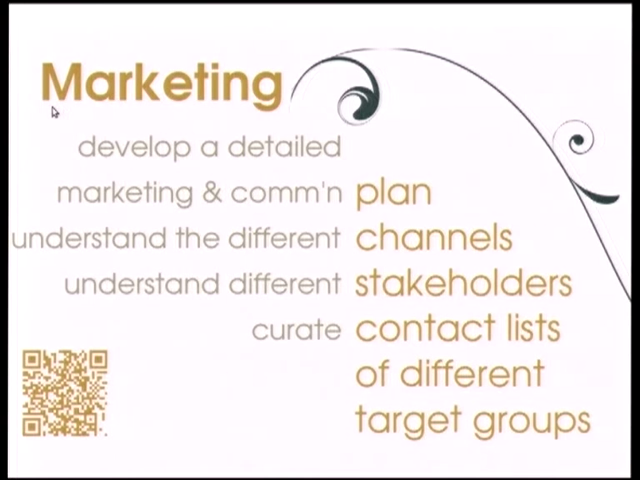 Marketing
develop a detailed
marketing & comm'n plan
understand the different channels
understand different stakeholders
curate contact lists
of different
target groups